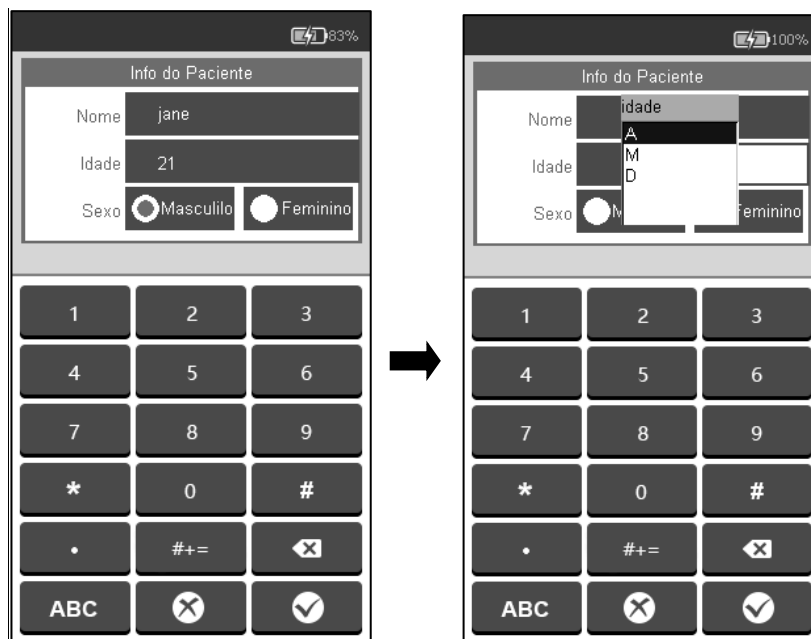 83%
Info do Paciente
Nome jane
Idade 21
Sexo Masculilo Feminino
1 2 3
4 5 6
7 8 9
* 0 #
. #+=
ABC
100%
Info do Paciente
Nome idade
A
Idade M
D
Sexo M Feminino
1 2 3
4 5 6
7 8 9
* 0 #
. #+=
ABC